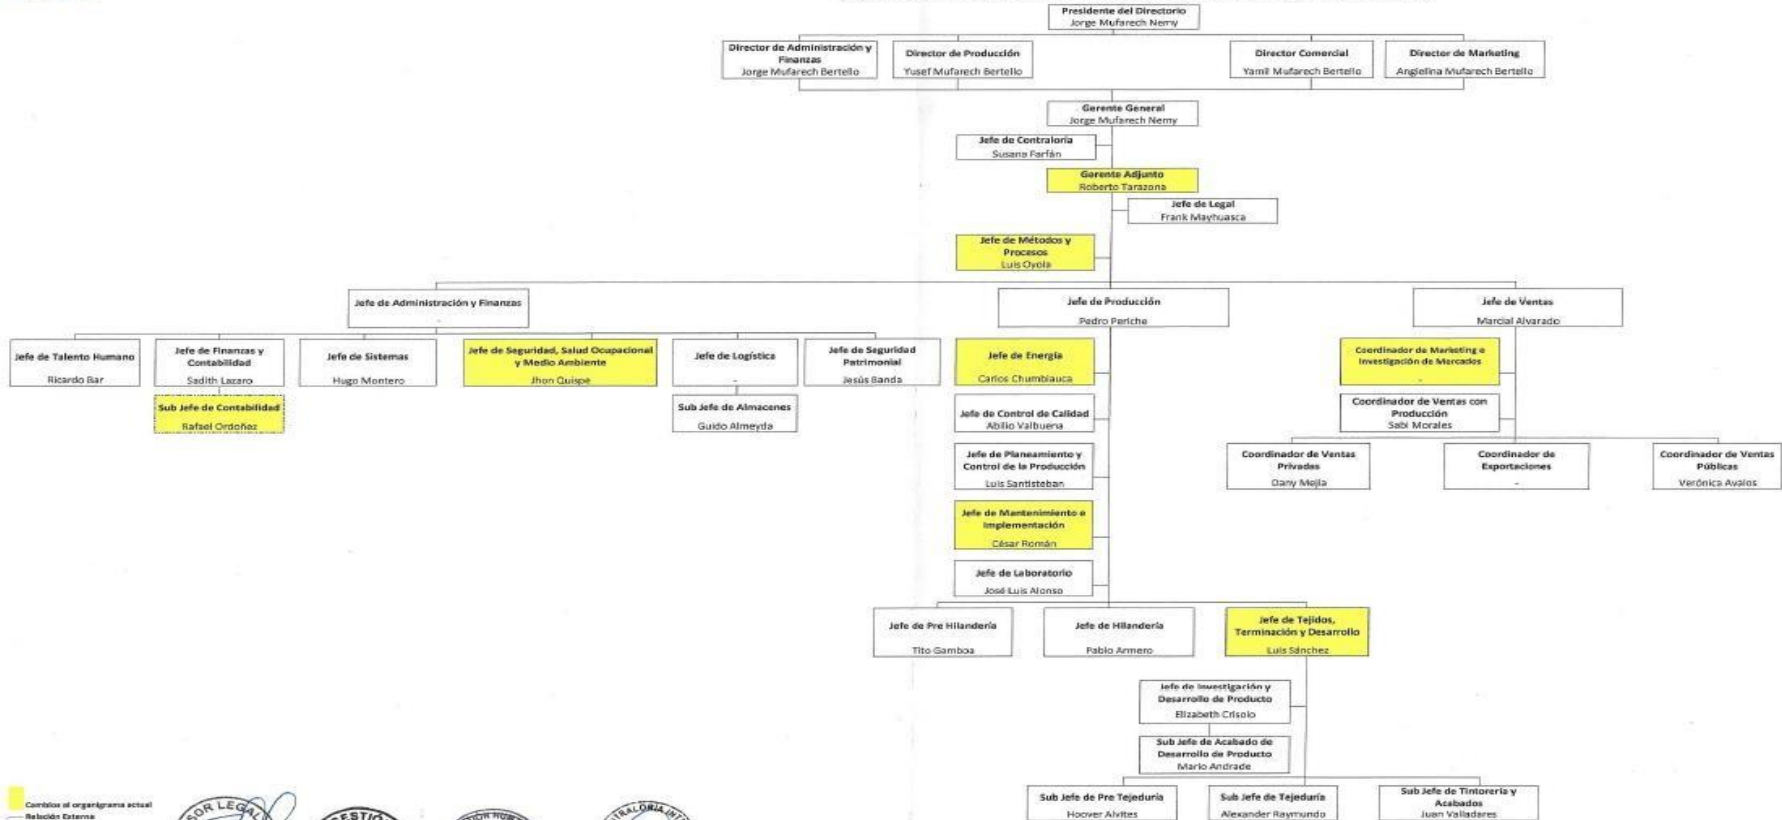 Presidente del Directorio
Jorge Mufarech Nemy
Director de Administración y
Finanzas
Jorge Mufarech Bertello
Director de Producción
Yusef Mufarech Bertello
Director Comercial
Yamil Mufarech Bertello
Director de Marketing
Angielina Mufarech Bertello
Gerente General
Jorge Mufarech Nemy
Jefe de Contraloría
Susana Farfán
Gerente Adjunto
Roberto Tarazona
Jefe de Legal
Frank Mayhuasca
Jefe de Métodos y
Procesos
Luis Oyola
Jefe de Administración y Finanzas
-
Jefe de Producción
Pedro Periche
Jefe de Ventas
Marcial Alvarado
Jefe de Talento Humano
Ricardo Bar
Jefe de Finanzas y
Contabilidad
Sadith Lazaro
Jefe de Sistemas
Hugo Montero
Jefe de Seguridad, Salud Ocupacional
y Medio Ambiente
Jhon Quispe
Jefe de Logística
-
Jefe de Seguridad
Patrimonial
Jesús Banda
Sub Jefe de Contabilidad
Rafael Ordoñez
Sub Jefe de Almacenes
Guido Almeyda
Jefe de Energía
Carlos Chumbiauca
Jefe de Control de Calidad
Abilio Valbuena
Jefe de Planeamiento y
Control de la Producción
Luis Santisteban
Jefe de Mantenimiento e
Implementación
César Román
Jefe de Laboratorio
José Luis Alonso
Coordinador de Marketing e
Investigación de Mercados
-
Coordinador de Ventas con
Producción
Sabi Morales
Coordinador de Ventas
Privadas
Dany Mejía
Coordinador de
Exportaciones
-
Coordinador de Ventas
Públicas
Verónica Avalos
Jefe de Pre Hilandería
Tito Gamboa
Jefe de Hilandería
Pablo Armero
Jefe de Tejidos,
Terminación y Desarrollo
Luis Sánchez
Jefe de Investigación y
Desarrollo de Producto
Elizabeth Crisolo
Sub Jefe de Acabado de
Desarrollo de Producto
Mario Andrade
Sub Jefe de Pre Tejeduría
Hoover Alvites
Sub Jefe de Tejeduría
Alexander Raymundo
Sub Jefe de Tintorería y
Acabados
Juan Valladares
Cambios al organigrama actual
Relación Externa